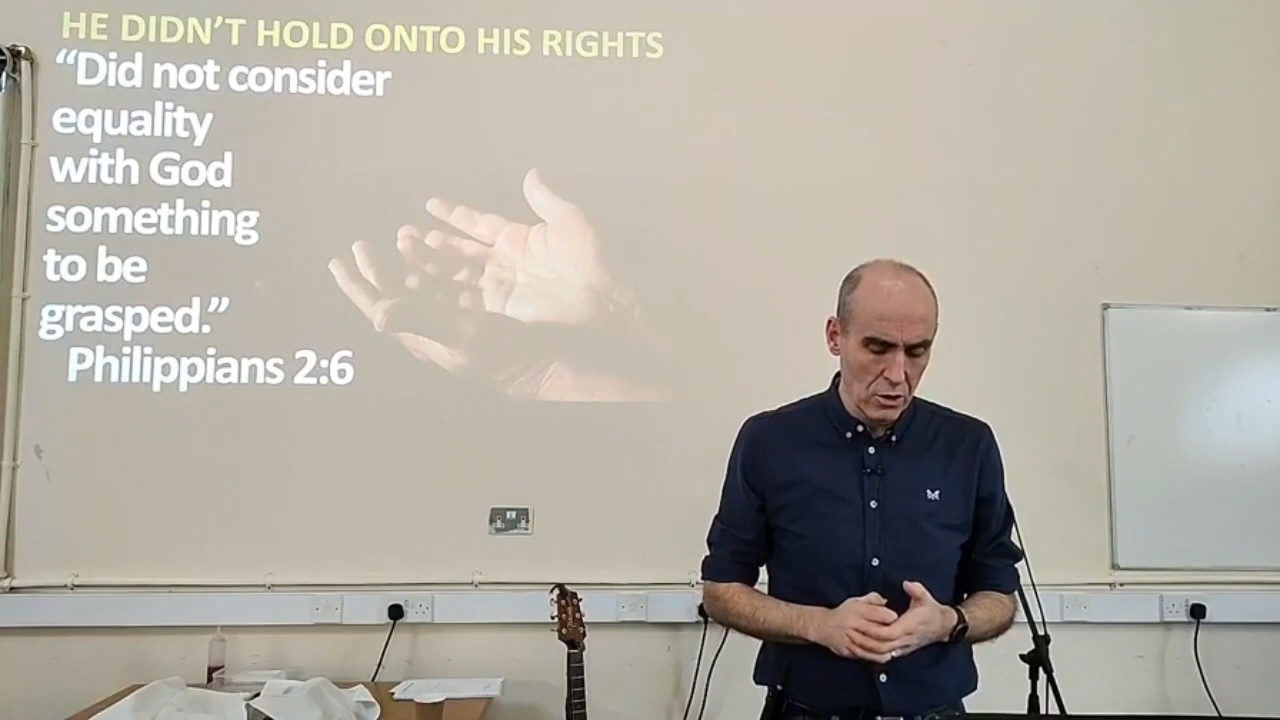 HE DIDN'T HOLD ONTO HIS RIGHTS
“Did not consider
equality
with God
something
to be
grasped.”
Philippians 2:6